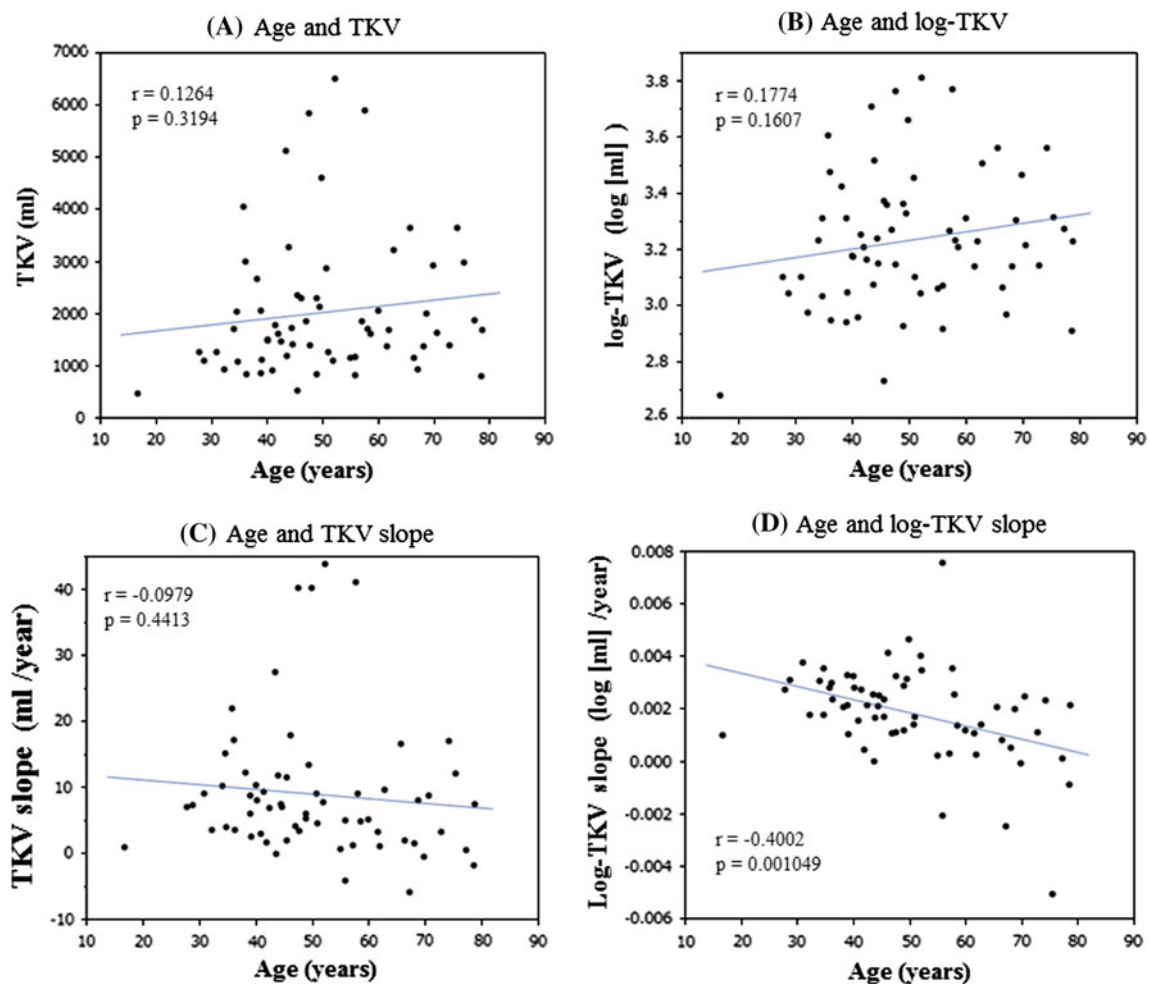 (A) Age and TKV
7000
6000
5000
4000
3000
2000
1000
0
TKV (ml)
r = 0.1264
p = 0.3194
10 20 30 40 50 60 70 80 90
Age (years)
(B) Age and log-TKV
3.8
3.6
3.4
3.2
3.0
2.8
2.6
log-TKV (log [ml] )
r = 0.1774
p = 0.1607
10 20 30 40 50 60 70 80 90
Age (years)
(C) Age and TKV slope
40
30
20
10
0
-10
TKV slope (ml /year)
r = -0.0979
p = 0.4413
10 20 30 40 50 60 70 80 90
Age (years)
(D) Age and log-TKV slope
0.008
0.006
0.004
0.002
0.000
-0.002
-0.004
-0.006
Log-TKV slope (log [ml] /year)
r = -0.4002
p = 0.001049
10 20 30 40 50 60 70 80 90
Age (years)